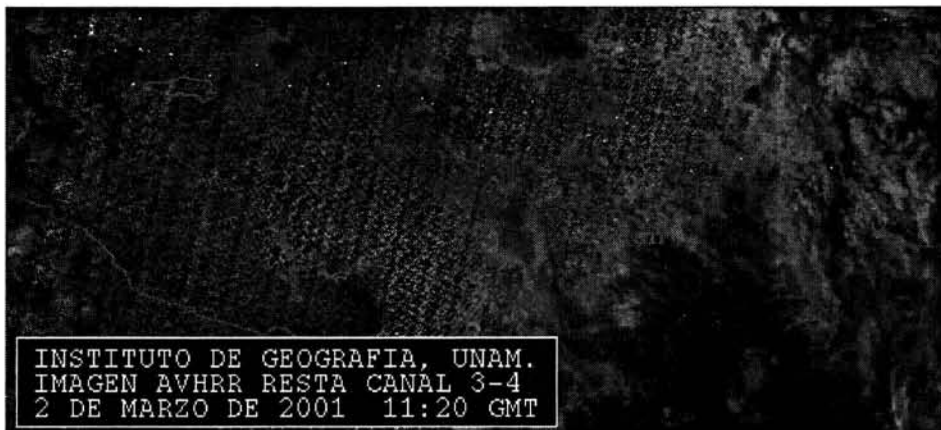 INSTITUTO DE GEOGRAFIA, UNAM.
IMAGEN AVHRR RESTA CANAL 3-4
2 DE MARZO DE 2001 11:20 GMT